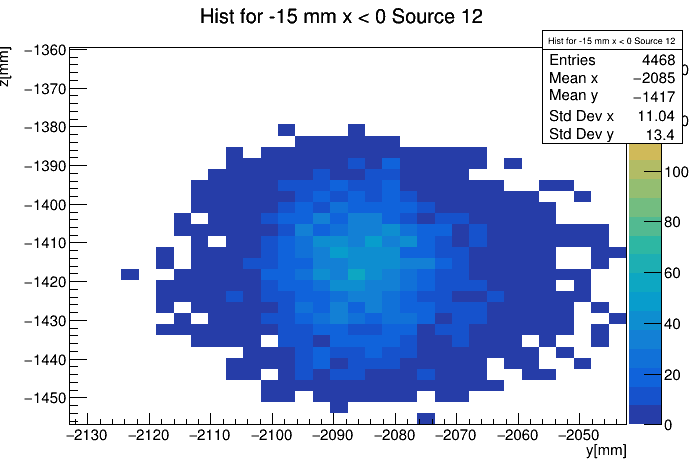 Hist for -15 mm x < 0 Source 12
Hist for -15 mm x < 0 Source 12
Entries 4468
Mean x −2085
Mean y −1417
Std Dev x 11.04
Std Dev y 13.4
z[mm]
−1360
−1370
−1380
−1390
−1400
−1410
−1420
−1430
−1440
−1450
−2130 −2120 −2110 −2100 −2090 −2080 −2070 −2060 −2050
y[mm]
0
0
100
80
60
40
20
0